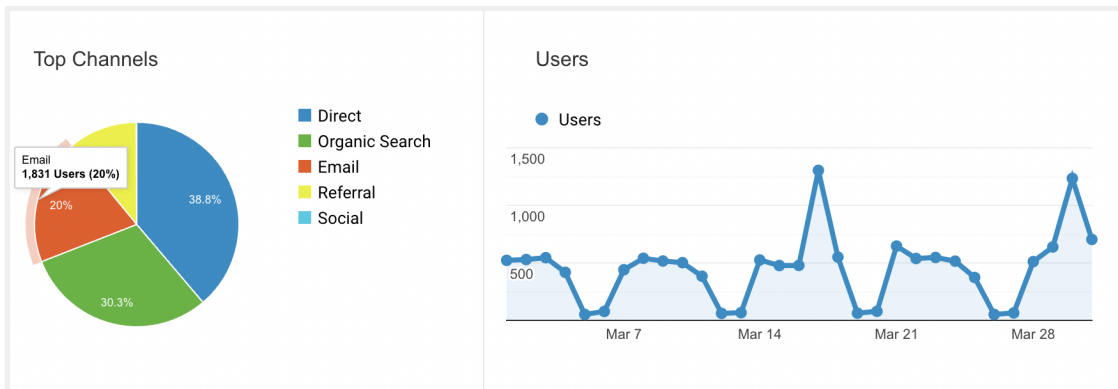 Top Channels
Direct
Organic Search
Email
Referral
Social
Email
1,831 Users (20%)
38.8%
20%
30.3%
Users
Users
1,500
1,000
500
Mar 7
Mar 14
Mar 21
Mar 28